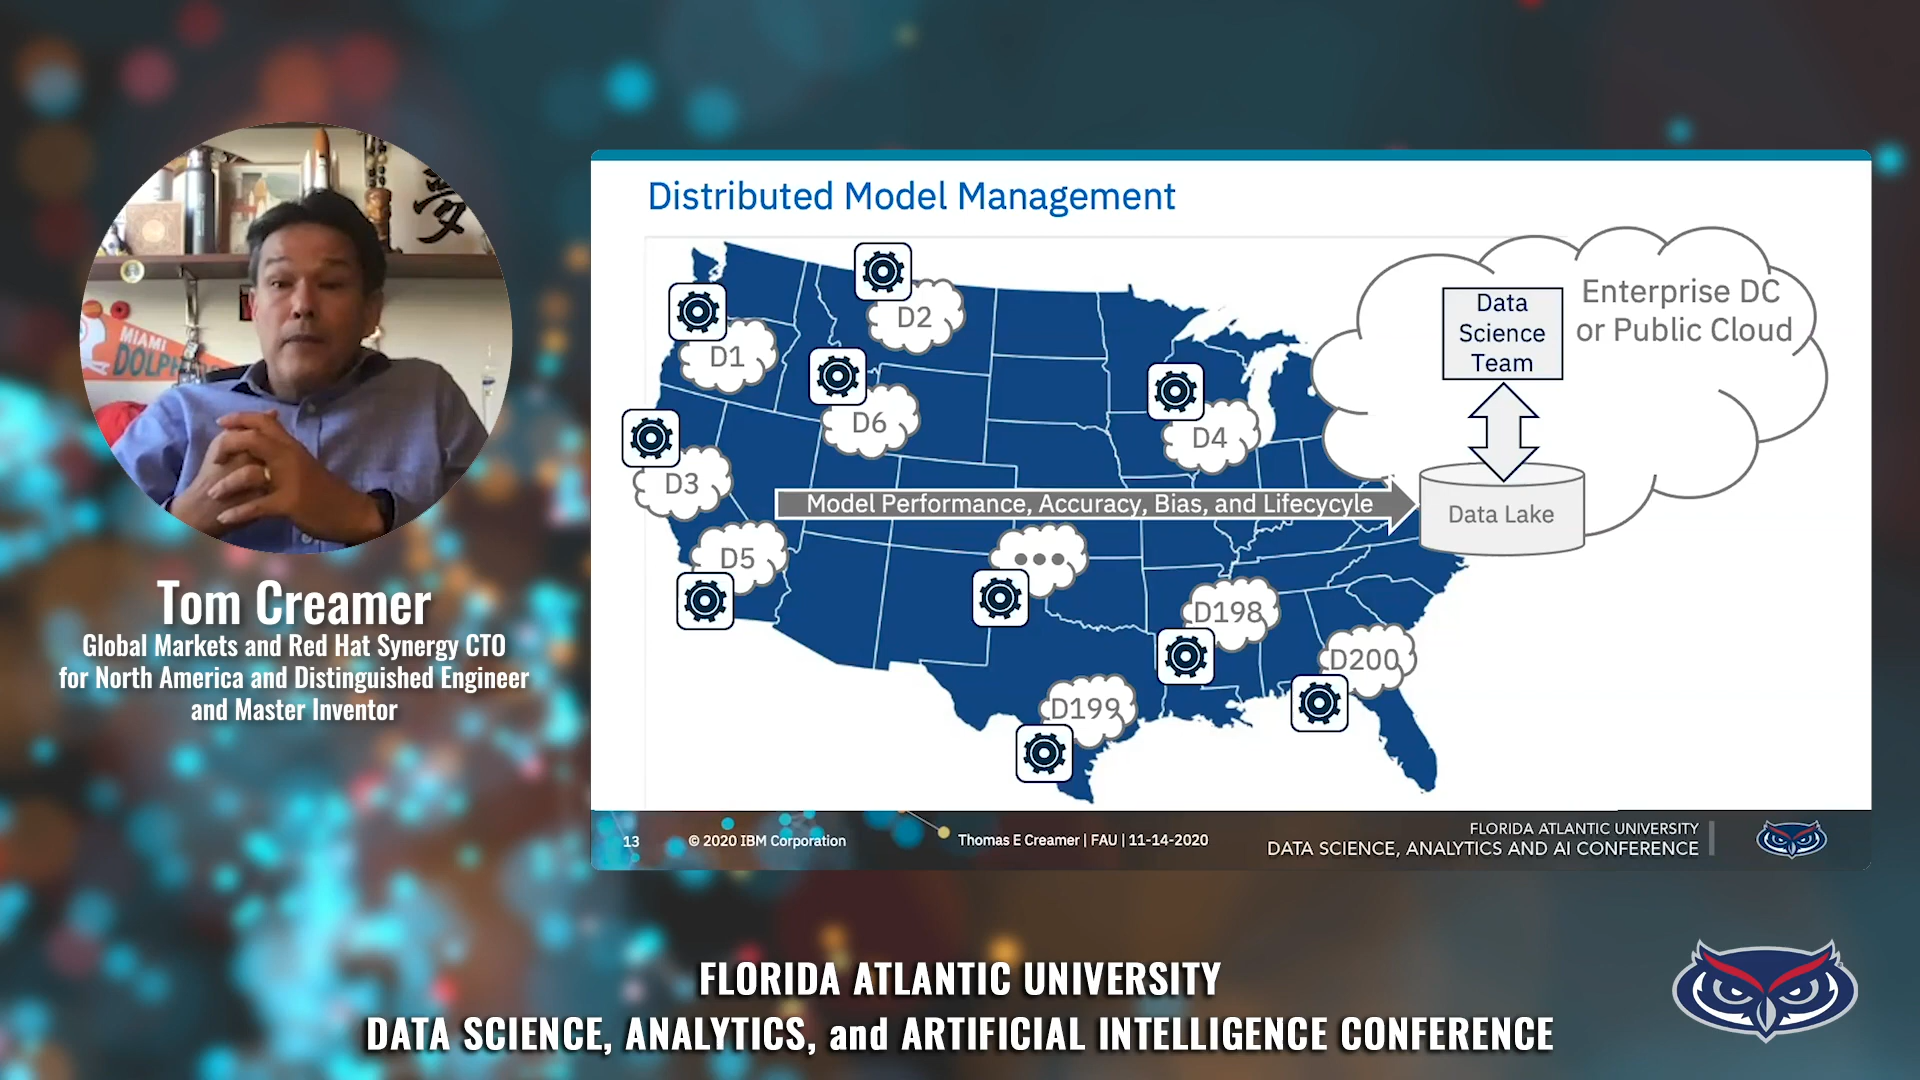 夢
MIAMI
DOLPH
Tom Creamer
Global Markets and Red Hat Synergy CTO
for North America and Distinguished Engineer
and Master Inventor
Distributed Model Management
D1
D2
D6
D3
D4
D5
•••
D198
D199
D200
Model Performance, Accuracy, Bias, and Lifecycyle
Enterprise DC
or Public Cloud
Data
Science
Team
Data Lake
13
© 2020 IBM Corporation
Thomas E Creamer | FAU | 11-14-2020
FLORIDA ATLANTIC UNIVERSITY
DATA SCIENCE, ANALYTICS AND AI CONFERENCE
FLORIDA ATLANTIC UNIVERSITY
DATA SCIENCE, ANALYTICS, and ARTIFICIAL INTELLIGENCE CONFERENCE